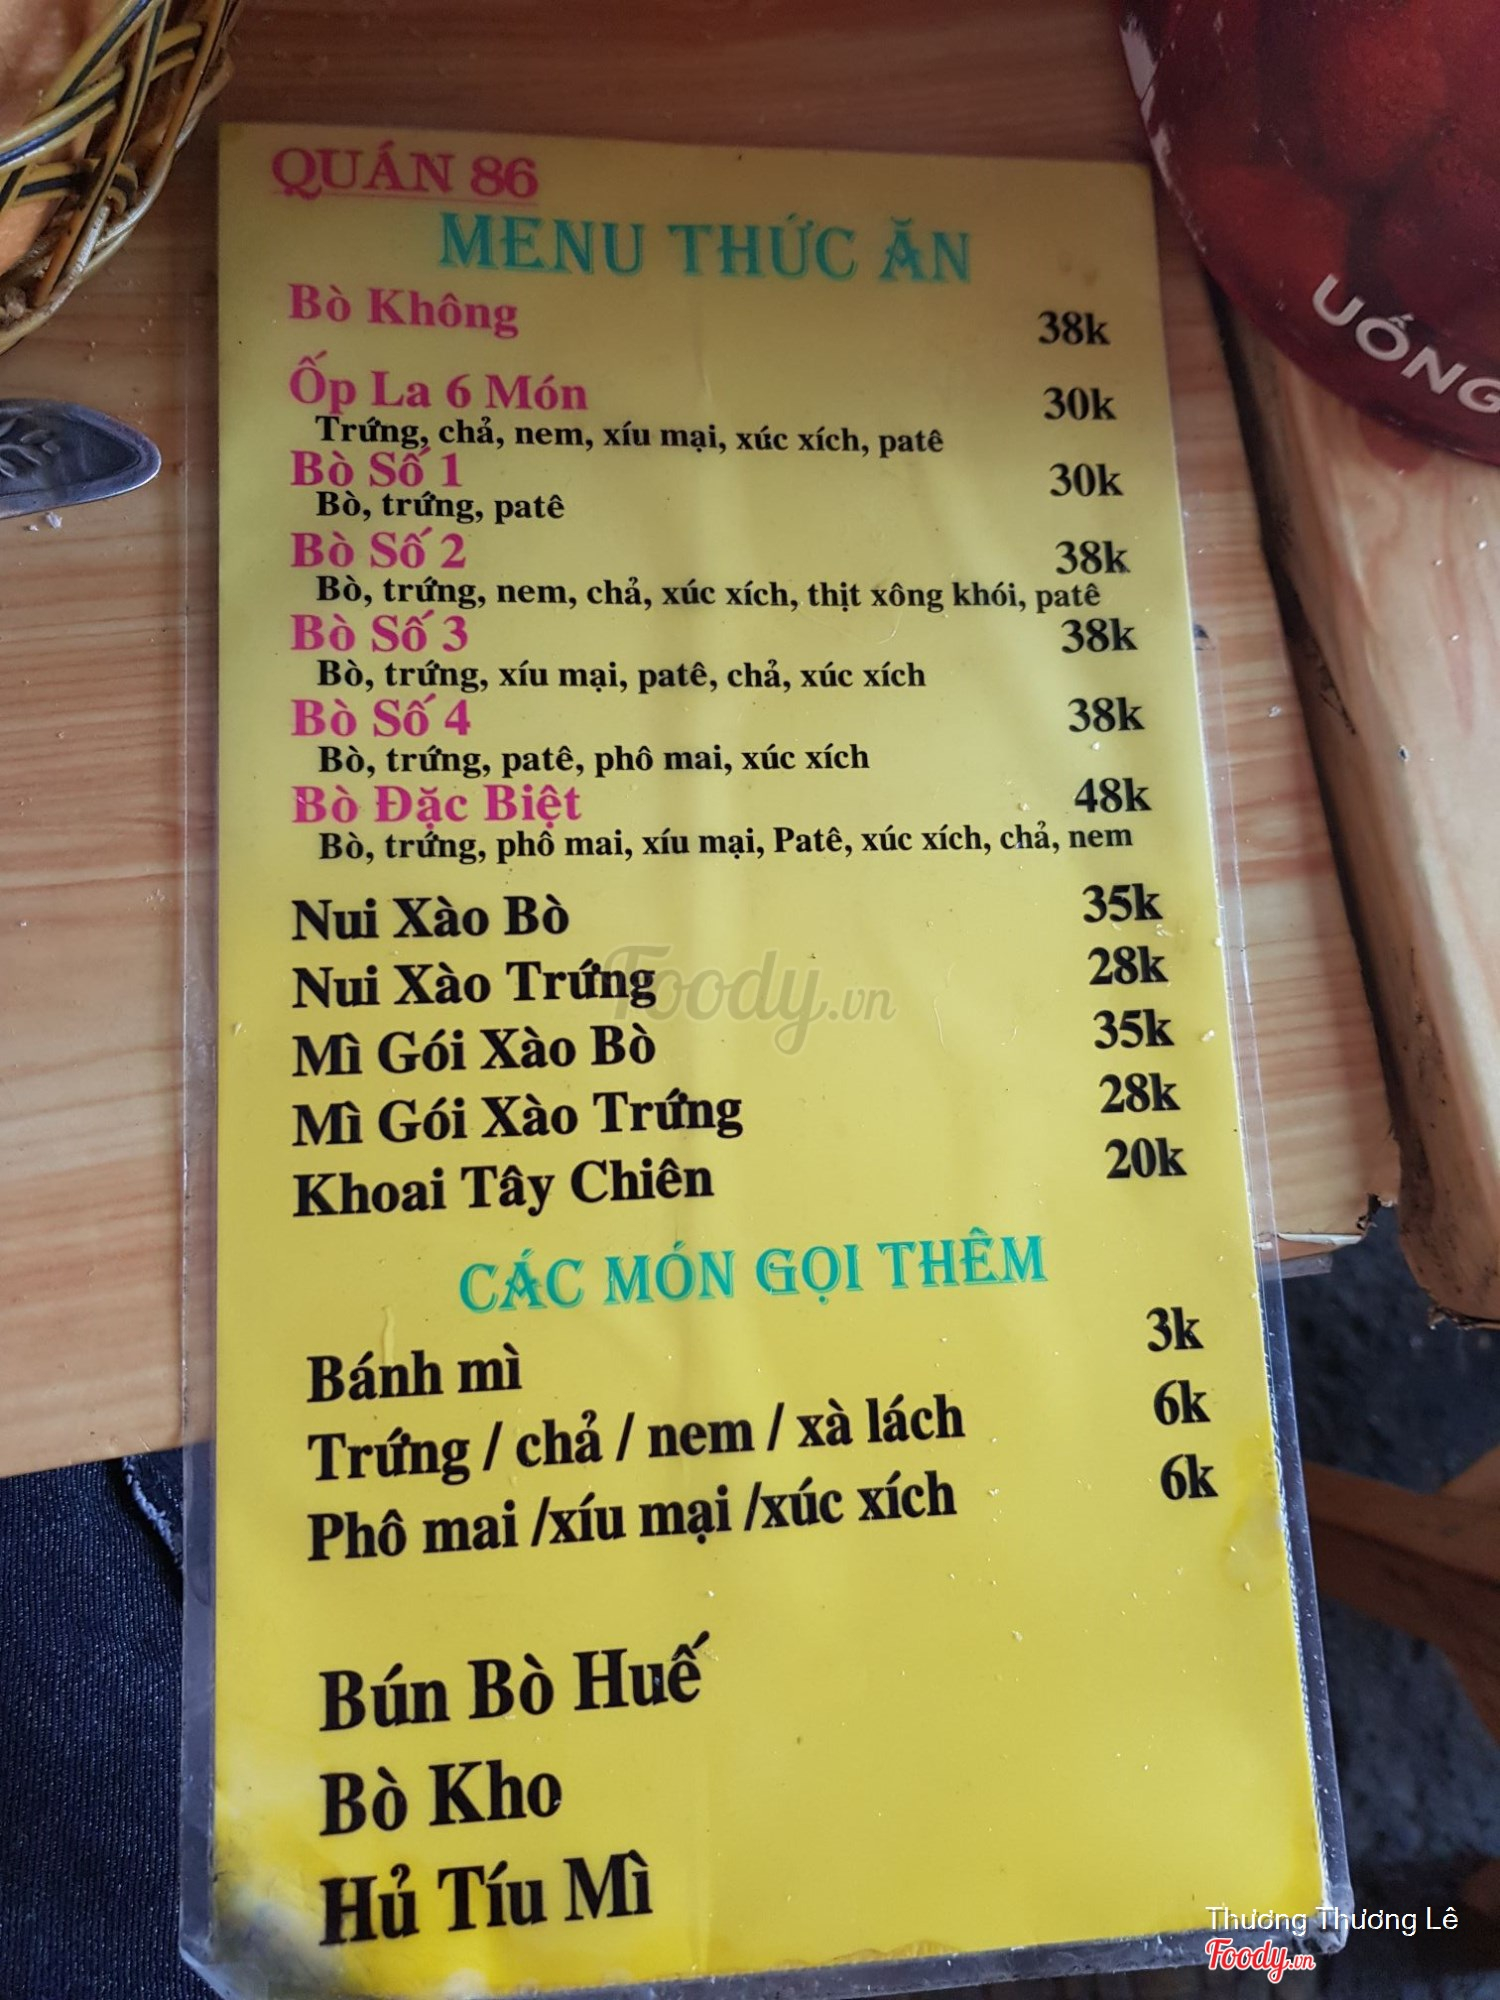 QUÁN 86
MENU THỨC ĂN
Bò Không 38k
Ốp La 6 Món 30k
Trứng, chả, nem, xíu mại, xúc xích, patê
Bò Số 1 30k
Bò, trứng, patê
Bò Số 2 38k
Bò, trứng, nem, chả, xúc xích, thịt xông khói, patê
Bò Số 3 38k
Bò, trứng, xíu mại, patê, chả, xúc xích
Bò Số 4 38k
Bò, trứng, patê, phô mai, xúc xích
Bò Đặc Biệt 48k
Bò, trứng, phô mai, xíu mại, Patê, xúc xích, chả, nem
Nui Xào Bò 35k
Nui Xào Trứng 28k
Mì Gói Xào Bò 35k
Mì Gói Xào Trứng 28k
Khoai Tây Chiên 20k
CÁC MÓN GỌI THÊM
Bánh mì 3k
Trứng / chả / nem / xà lách 6k
Phô mai /xíu mại /xúc xích 6k
Bún Bò Huế
Bò Kho
Hủ Tíu Mì
UỐNG
Foody.vn
Thương Thương Lê
Foody.vn